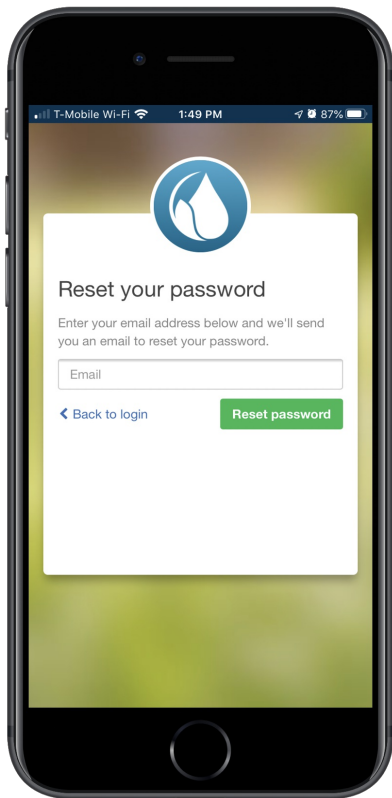 T-Mobile Wi-Fi 1:49 PM 87%
Reset your password
Enter your email address below and we'll send
you an email to reset your password.
Email
Back to login Reset password